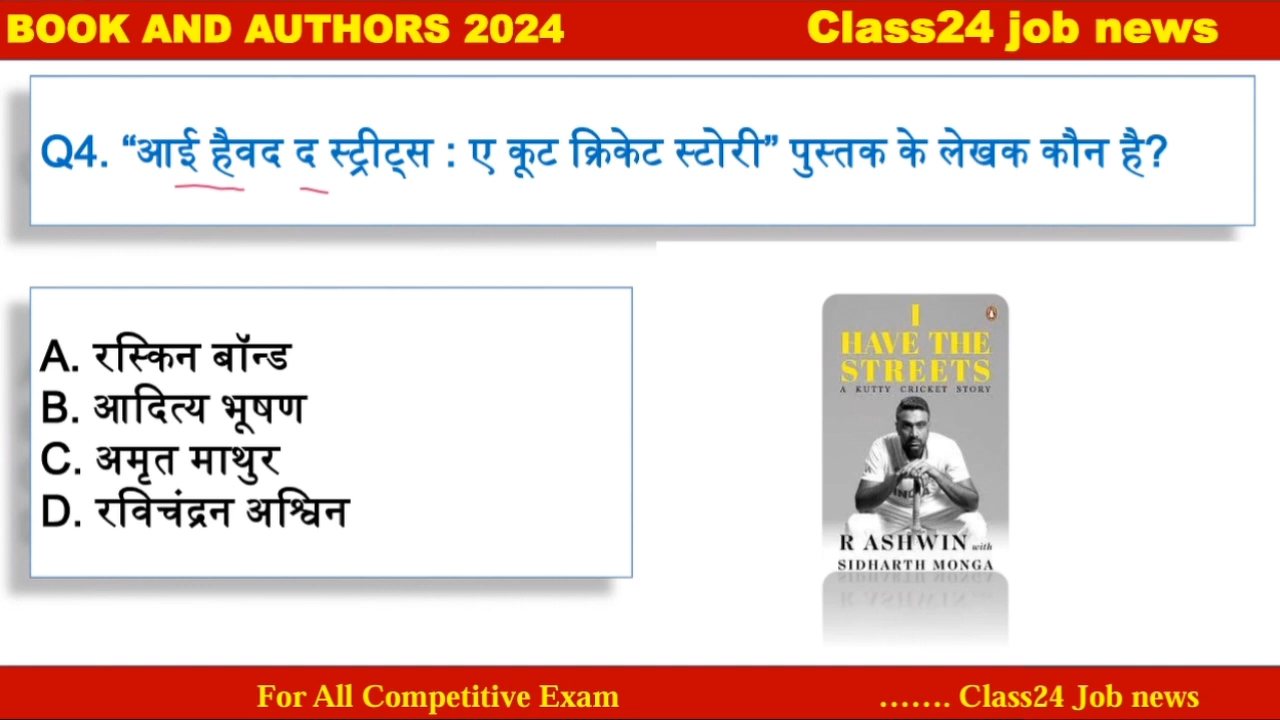 BOOK AND AUTHORS 2024 Class24 job news
Q4. “आई हैवद द स्ट्रीट्स : ए कूट क्रिकेट स्टोरी” पुस्तक के लेखक कौन है?
A. रस्किन बॉन्ड
B. आदित्य भूषण
C. अमृत माथुर
D. रविचंद्रन अश्विन
I
HAVE THE
STREETS
A KUTTY CRICKET STORY
INDIA
R ASHWIN with
SIDHARTH MONGA
For All Competitive Exam ....... Class24 Job news